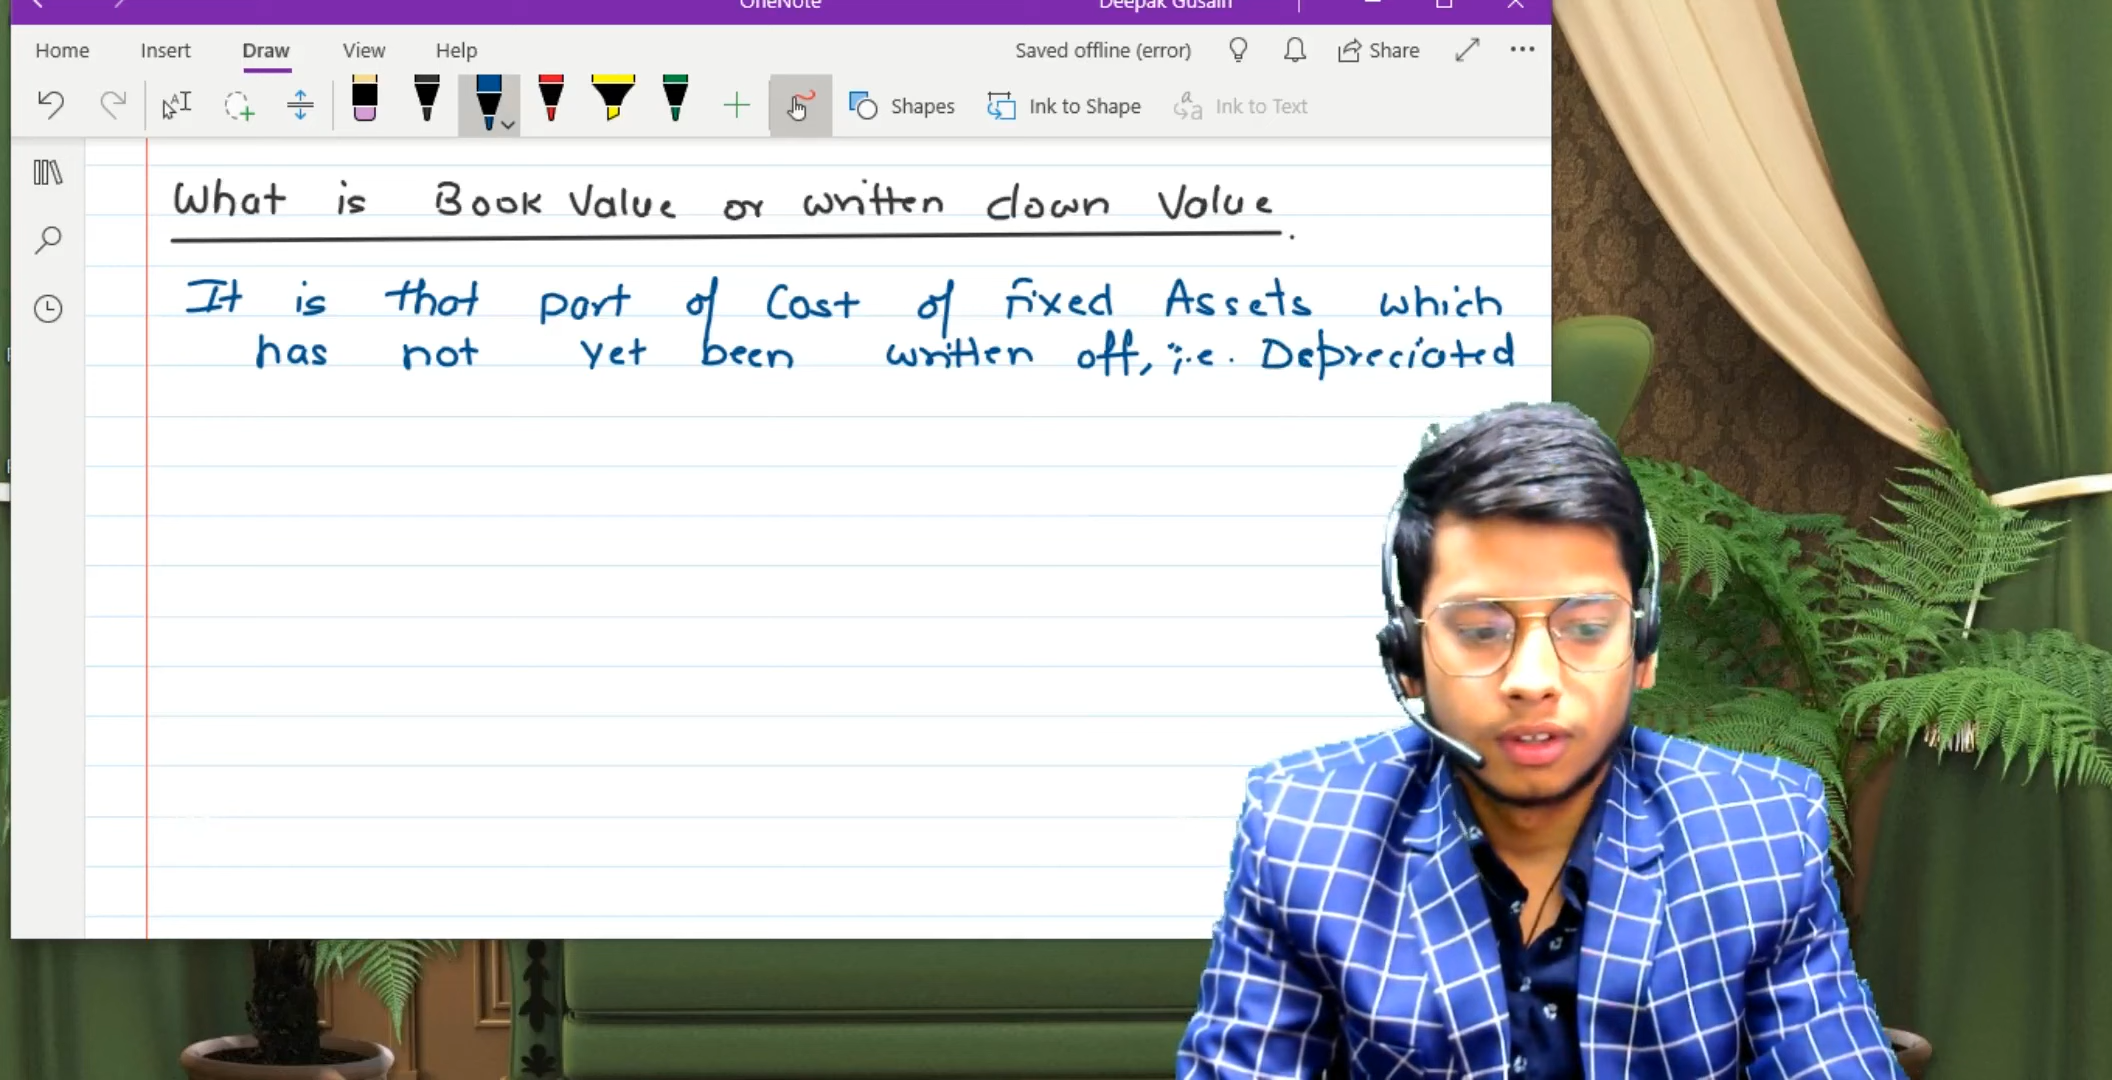 OneNote
Deepak Gusain
Home Insert Draw View Help
Saved offline (error) Share
Shapes Ink to Shape Ink to Text
What is Book Value or written down Value.
It is that part of Cost of Fixed Assets which
has not yet been written off, i.e. Depreciated